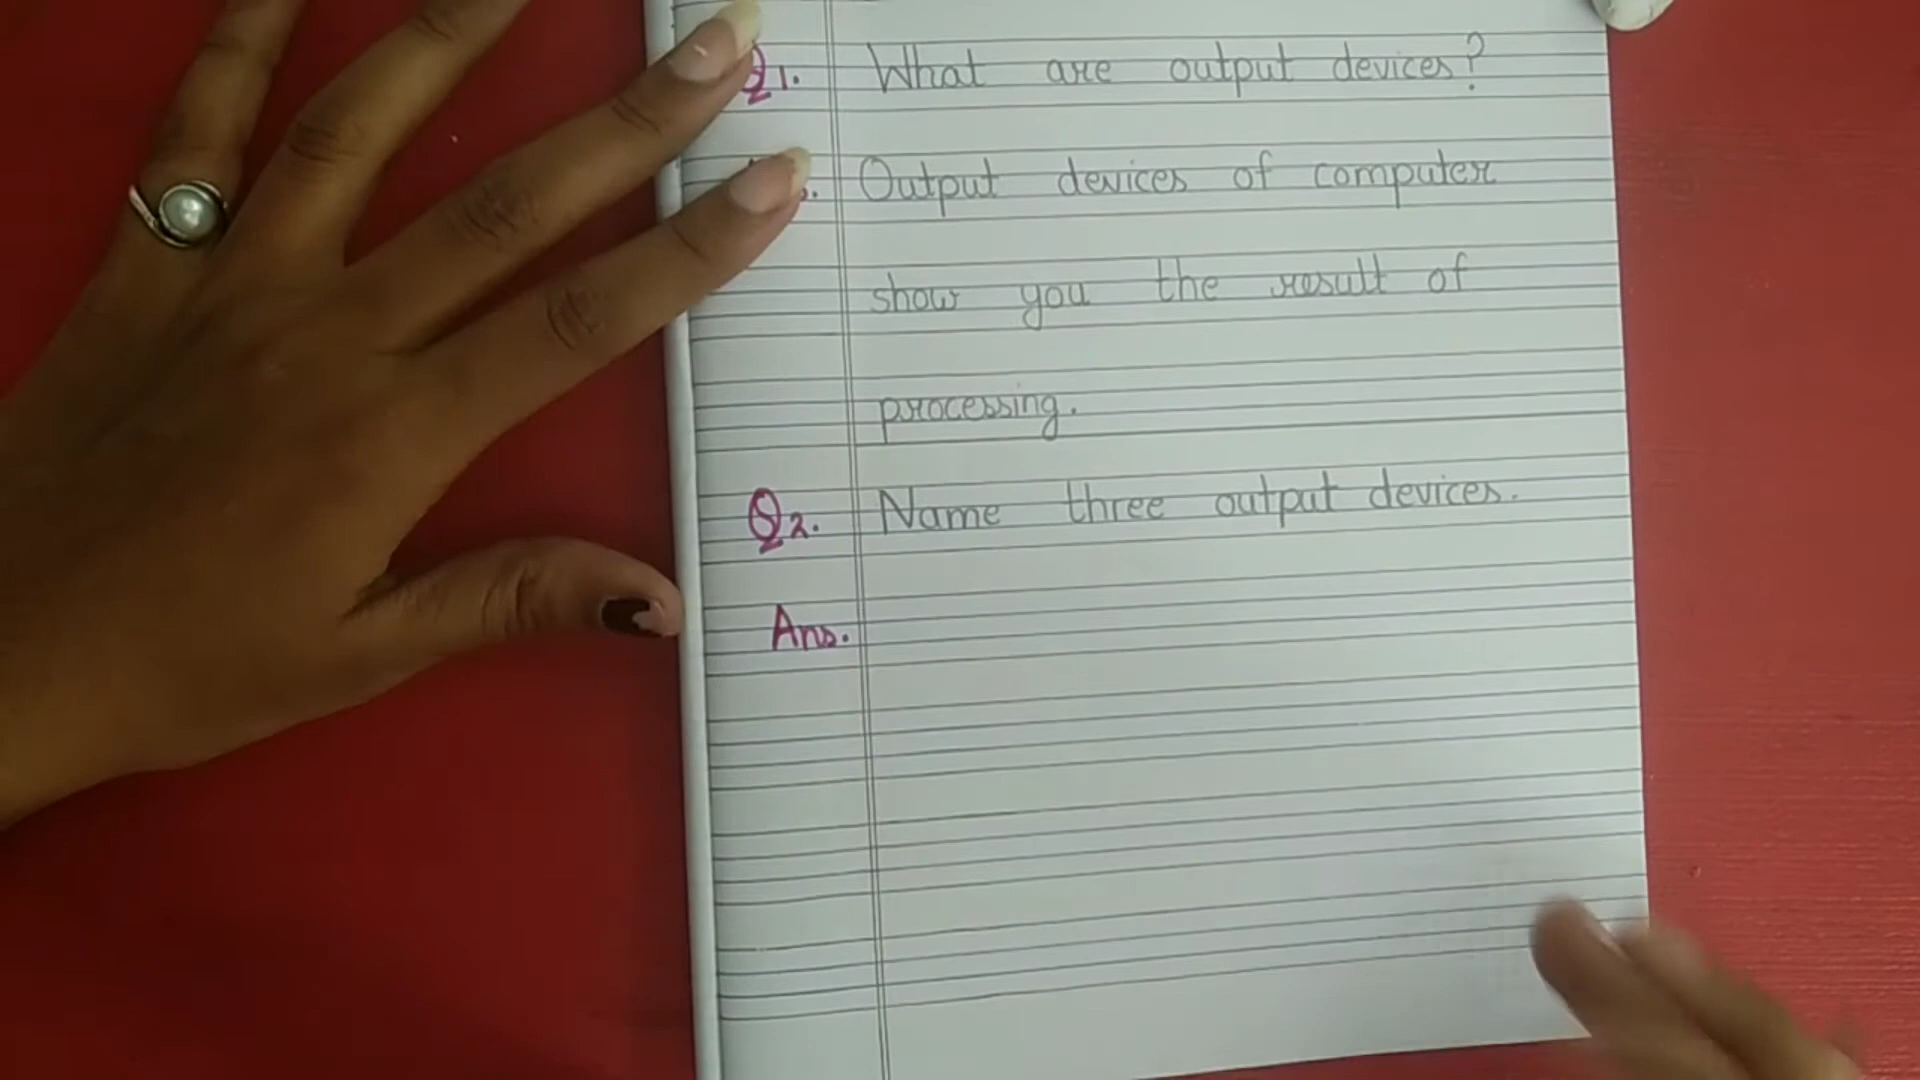 Q1. What are output devices?
Output devices of computer
show you the result of
processing.
Q2. Name three output devices.
Ans.